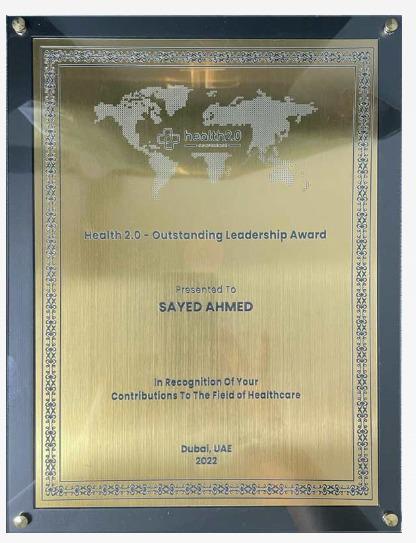 health2.0
Health 2.0 - Outstanding Leadership Award
Presented To
SAYED AHMED
In Recognition Of Your
Contributions To The Field of Healthcare
Dubai, UAE
2022